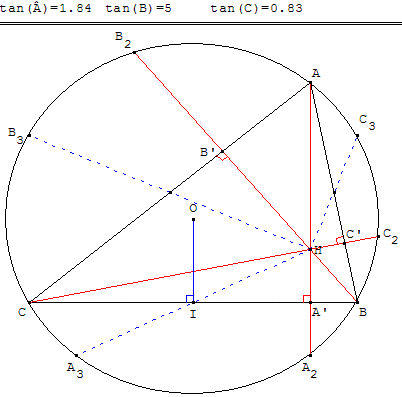 tan(Â)=1.84 tan(B)=5 tan(C)=0.83
B2
A
C3
B3
B'
O
C'
C2
H
C
I
A'
B
A3
A2